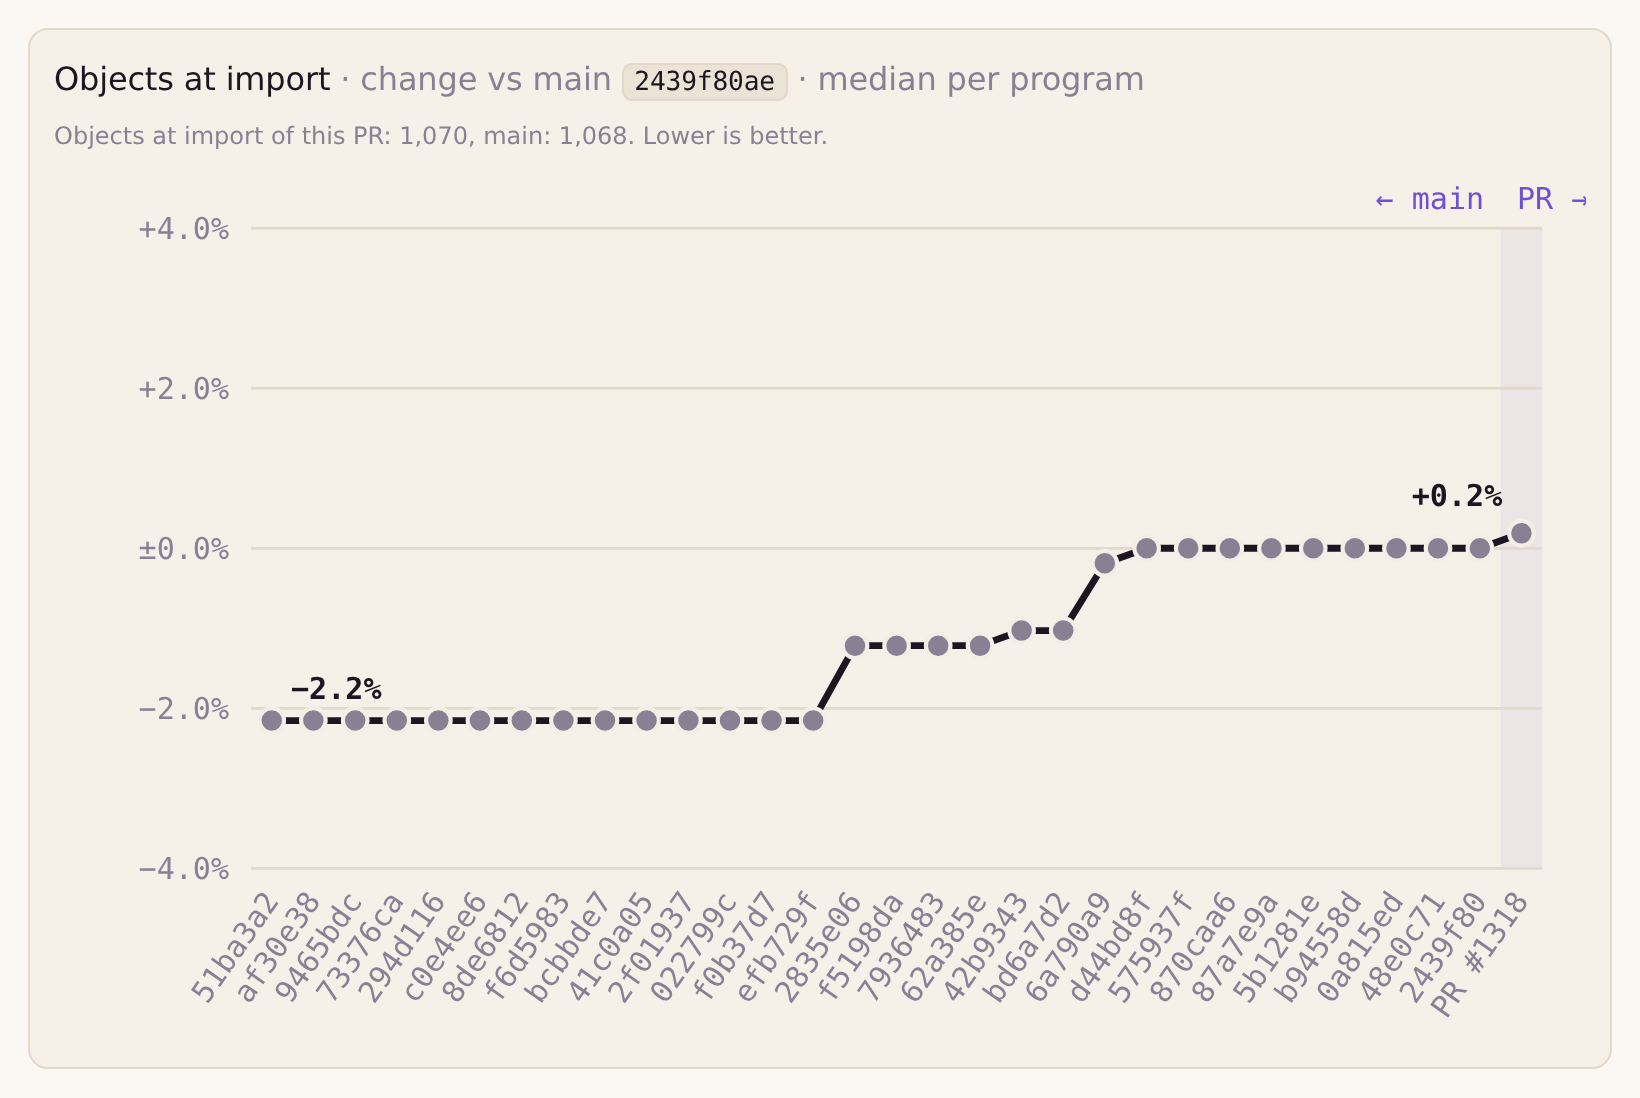 Objects at import · change vs main 2439f80ae · median per program
Objects at import of this PR: 1,070, main: 1,068. Lower is better.
← main PR →
+4.0%
+2.0%
±0.0%
−2.0%
−4.0%
+0.2%
−2.2%
51ba3a2
af30e38
9465bdc
73376ca
294d116
c0e4ee6
8de6812
f6d5983
bcbbde7
41c0a05
2f01937
022799c
f0b37d7
efb729f
2835e06
f5198da
7936483
62a385e
42b9343
bd6a7d2
6a790a9
d44bd8f
575937f
870caa6
87a7e9a
5b1281e
b94558d
0a815ed
48e0c71
2439f80
PR #1318